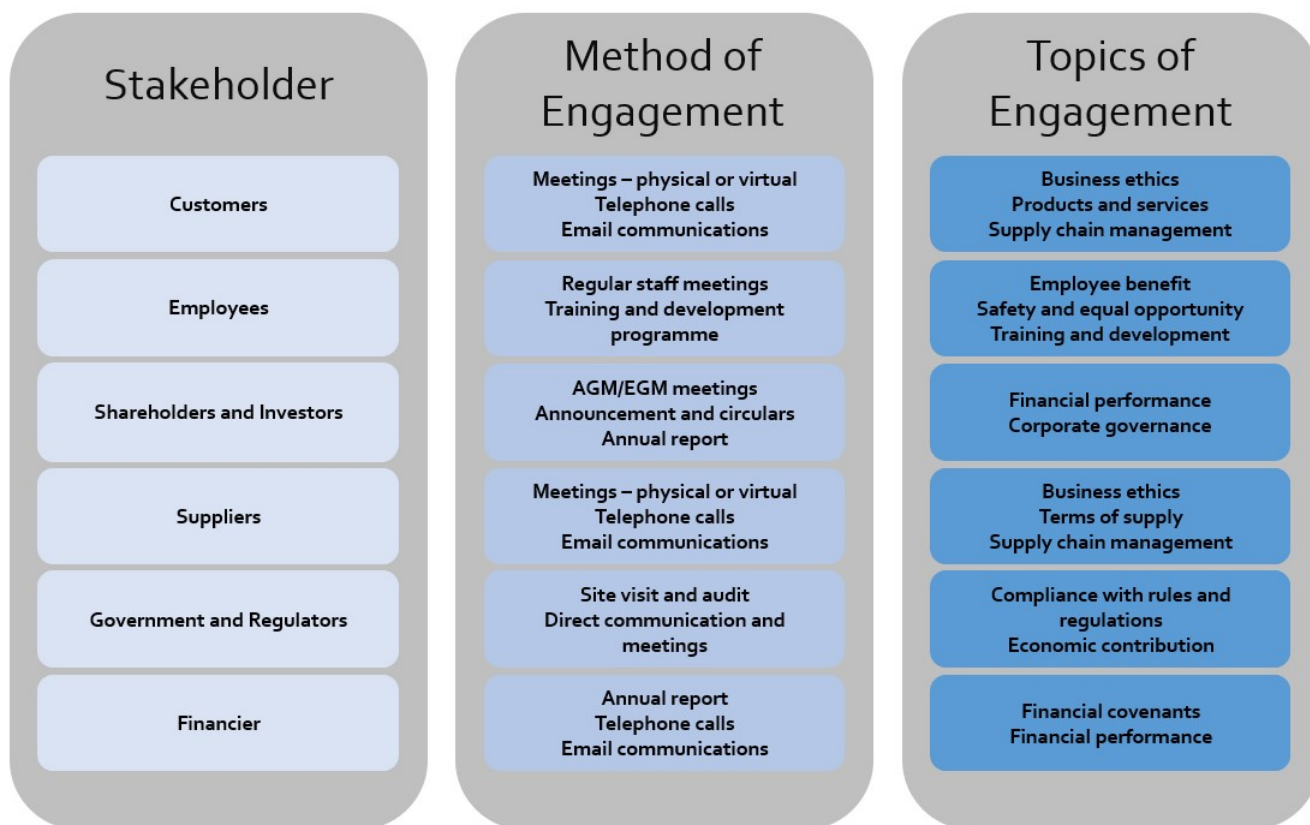 Stakeholder
Method of
Engagement
Topics of
Engagement
Customers
Meetings – physical or virtual
Telephone calls
Email communications
Business ethics
Products and services
Supply chain management
Employees
Regular staff meetings
Training and development
programme
Employee benefit
Safety and equal opportunity
Training and development
Shareholders and Investors
AGM/EGM meetings
Announcement and circulars
Annual report
Financial performance
Corporate governance
Suppliers
Meetings – physical or virtual
Telephone calls
Email communications
Business ethics
Terms of supply
Supply chain management
Government and Regulators
Site visit and audit
Direct communication and
meetings
Compliance with rules and
regulations
Economic contribution
Financier
Annual report
Telephone calls
Email communications
Financial covenants
Financial performance